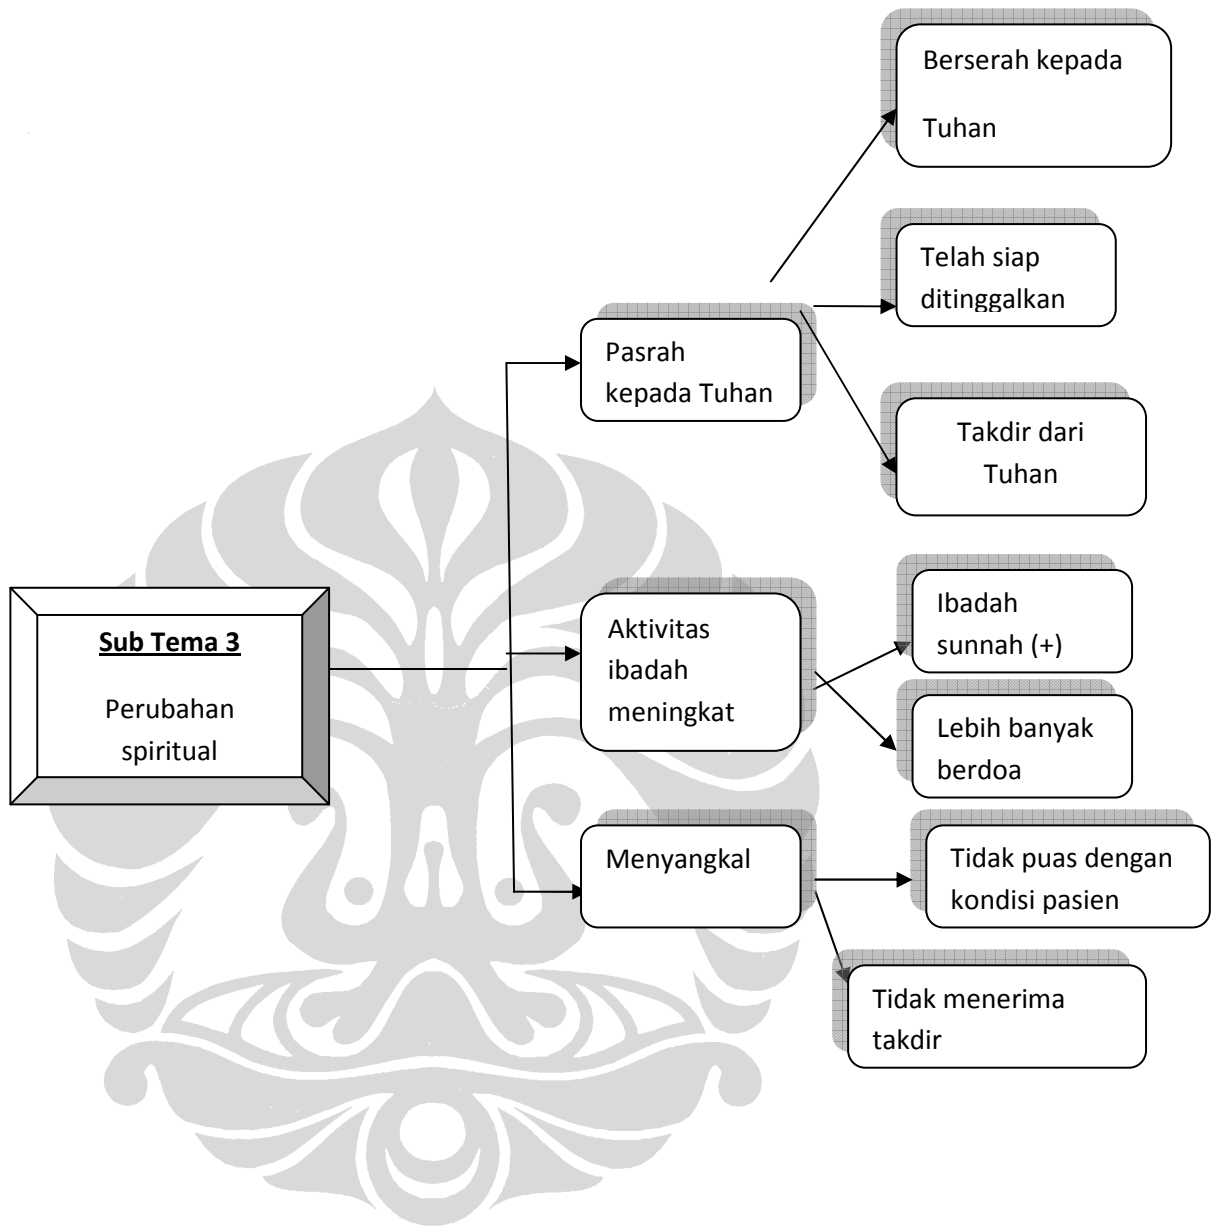 Sub Tema 3
Perubahan
spiritual
Pasrah
kepada Tuhan
Berserah kepada
Tuhan
Telah siap
ditinggalkan
Takdir dari
Tuhan
Aktivitas
ibadah
meningkat
Ibadah
sunnah (+)
Lebih banyak
berdoa
Menyangkal
Tidak puas dengan
kondisi pasien
Tidak menerima
takdir